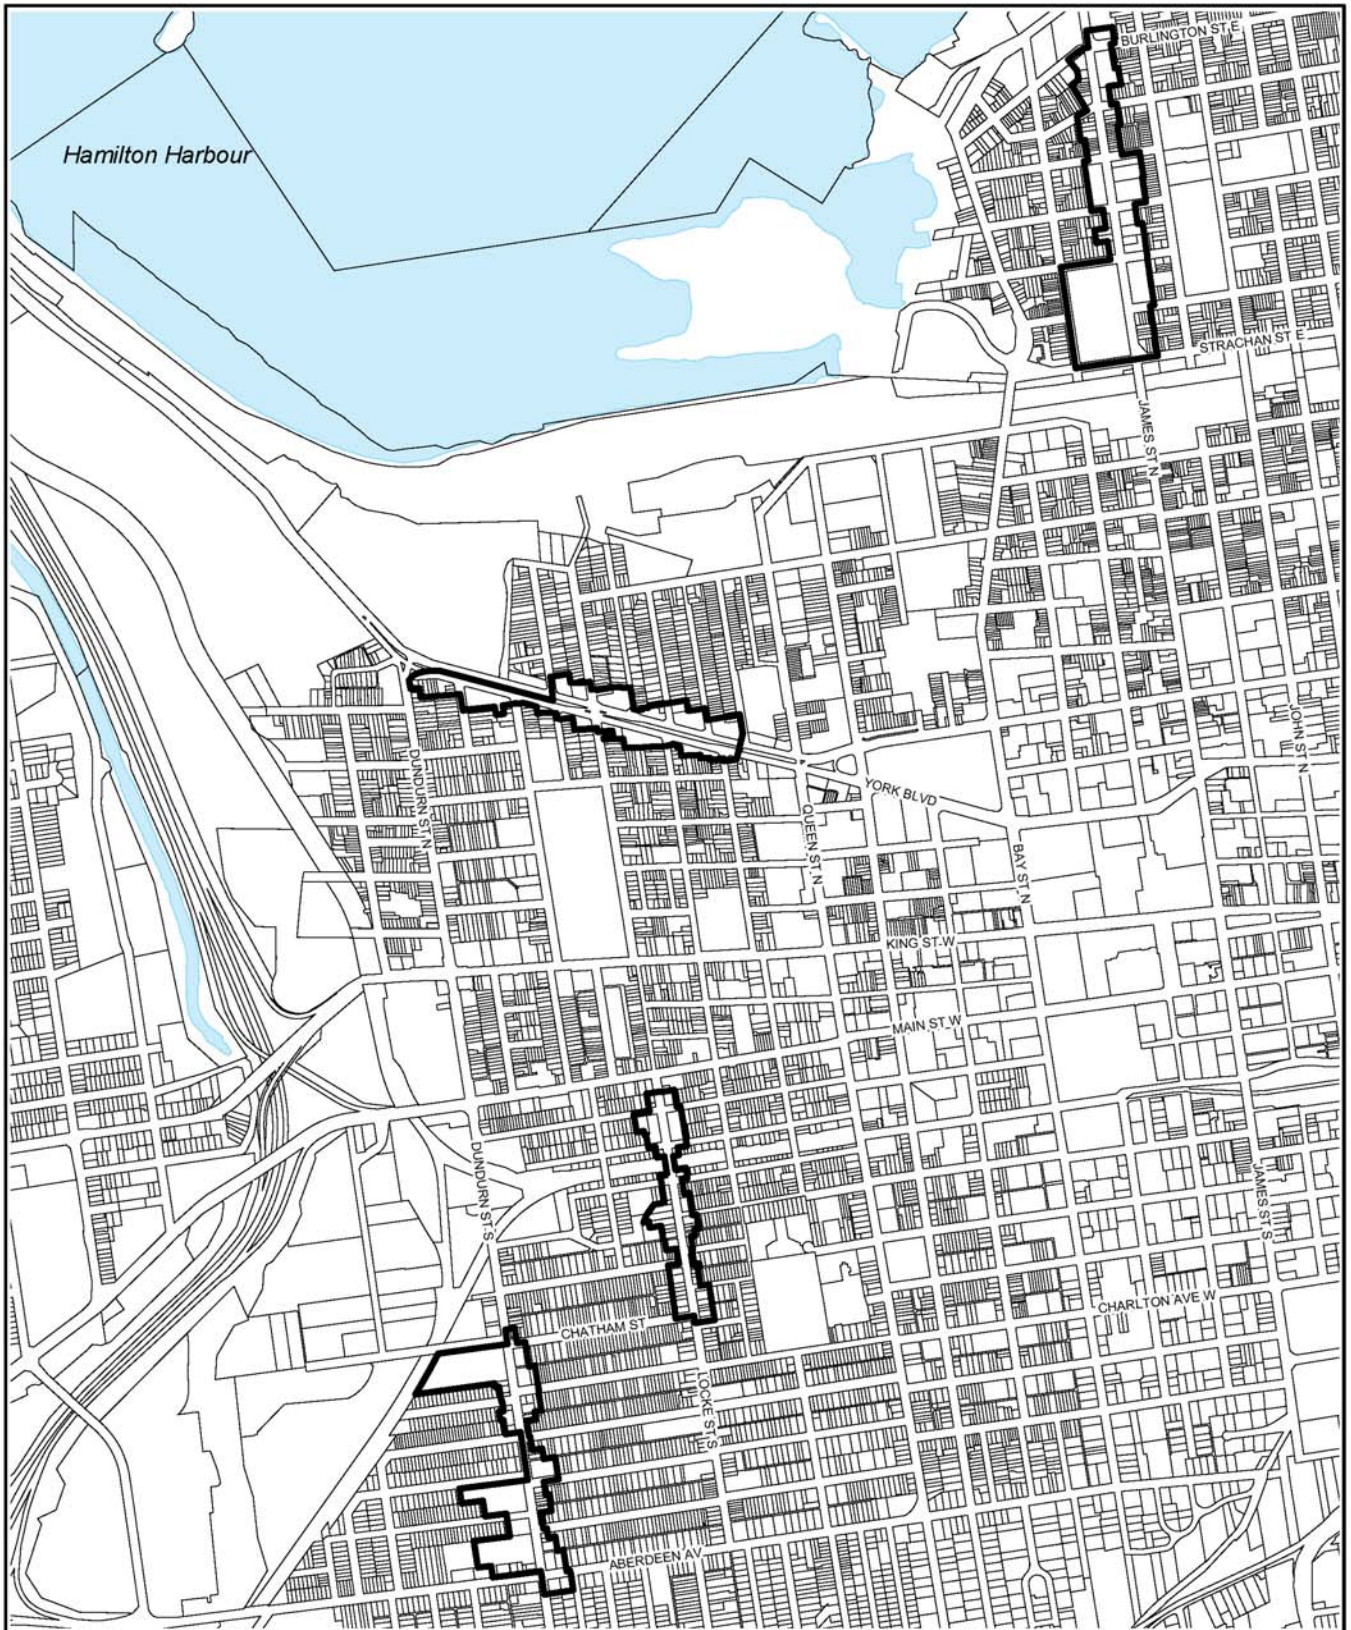 BURLINGTON ST E
Hamilton Harbour
STRACHAN ST E
JAMES ST N
JOHN ST N
DUNDURN ST N
YORK BLVD
QUEEN ST N
BAY ST N
KING ST W
MAIN ST W
DUNDURN ST S
JAMES ST S
CHARLTON AVE W
CHATHAM ST
LOCKE ST S
ABERDEEN AV